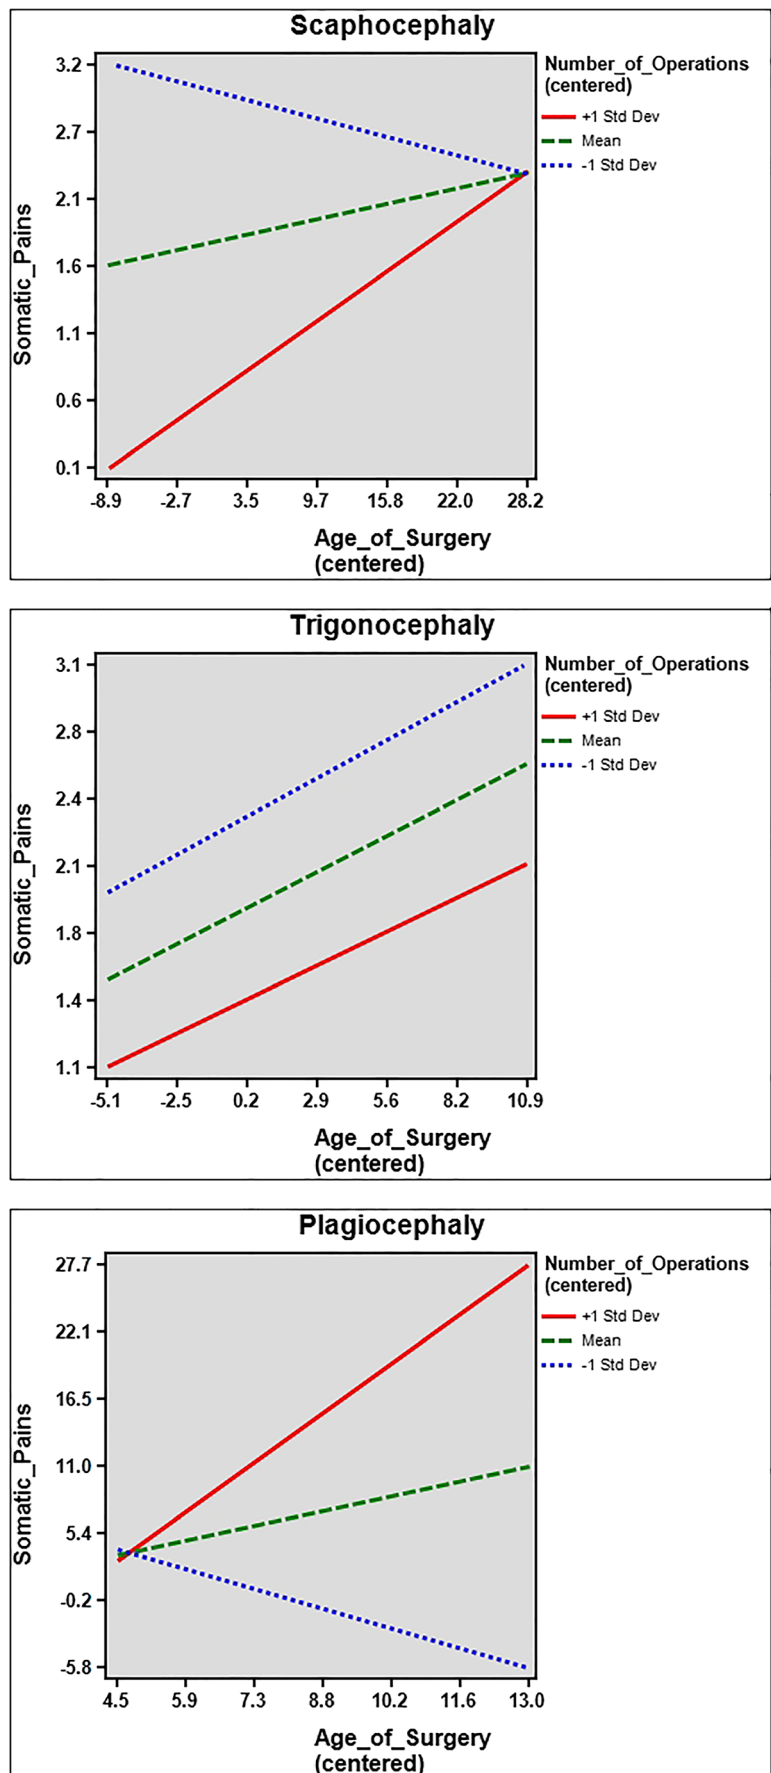 Scaphocephaly
3.2
2.7
2.1
1.6
1.1
0.6
0.1
Somatic_Pains
-8.9 -2.7 3.5 9.7 15.8 22.0 28.2
Age_of_Surgery
(centered)
Number_of_Operations
(centered)
+1 Std Dev
Mean
-1 Std Dev
Trigonocephaly
3.1
2.8
2.4
2.1
1.8
1.4
1.1
Somatic_Pains
-5.1 -2.5 0.2 2.9 5.6 8.2 10.9
Age_of_Surgery
(centered)
Number_of_Operations
(centered)
+1 Std Dev
Mean
-1 Std Dev
Plagiocephaly
27.7
22.1
16.5
11.0
5.4
-0.2
-5.8
Somatic_Pains
4.5 5.9 7.3 8.8 10.2 11.6 13.0
Age_of_Surgery
(centered)
Number_of_Operations
(centered)
+1 Std Dev
Mean
-1 Std Dev